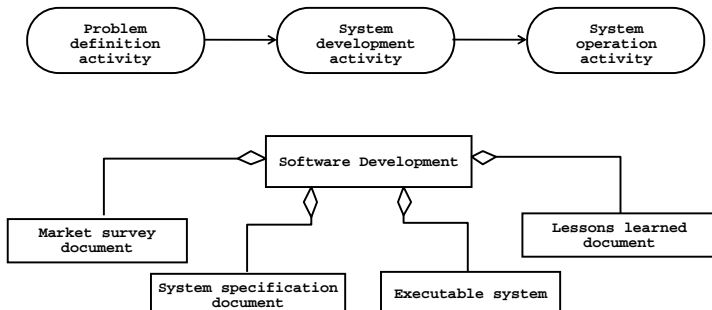 Problem
definition
activity
System
development
activity
System
operation
activity
Software Development
Market survey
document
Lessons learned
document
System specification
document
Executable system